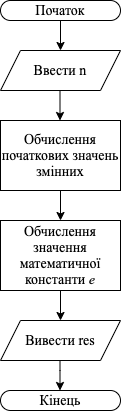 Початок
Ввести n
Обчислення
початкових значень
змінних
Обчислення
значення
математичної
константи e
Вивести res
Кінець